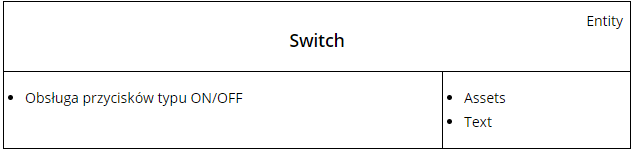 Entity
Switch
Obsługa przycisków typu ON/OFF
Assets
Text